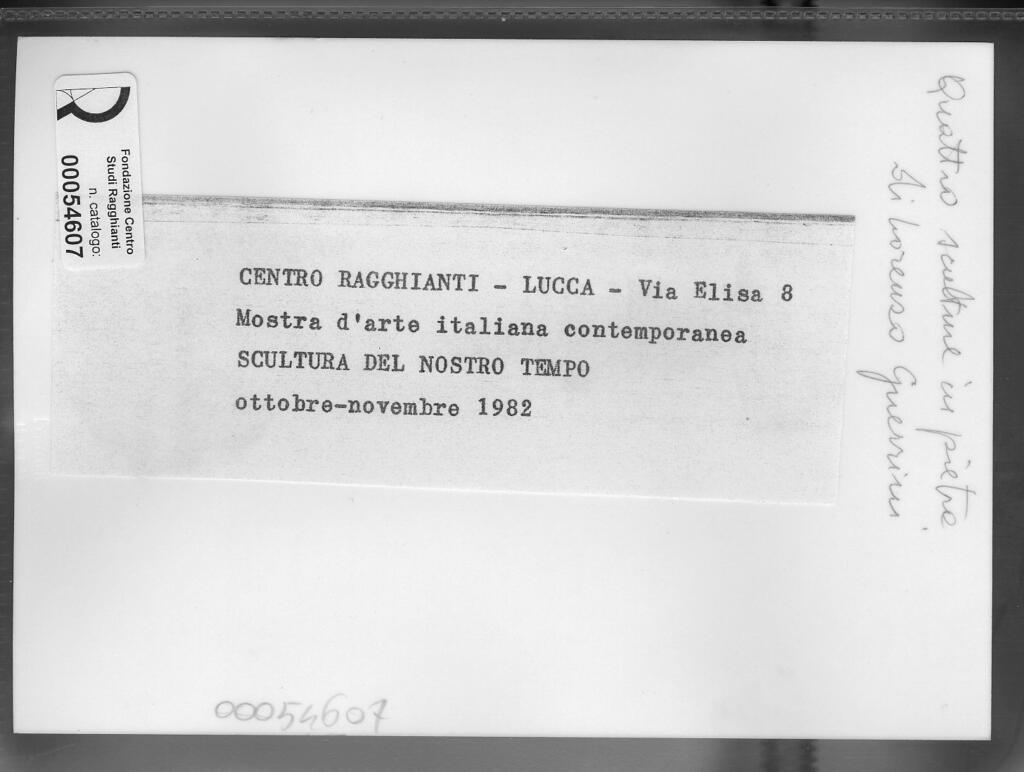 Fondazione Centro
Studi Ragghianti
n. catalogo:
00054607
CENTRO RAGGHIANTI - LUCCA - Via Elisa 8
Mostra d'arte italiana contemporanea
SCULTURA DEL NOSTRO TEMPO
ottobre-novembre 1982
Quattro sculture in pietra
di Lorenzo Guerrini
00054607